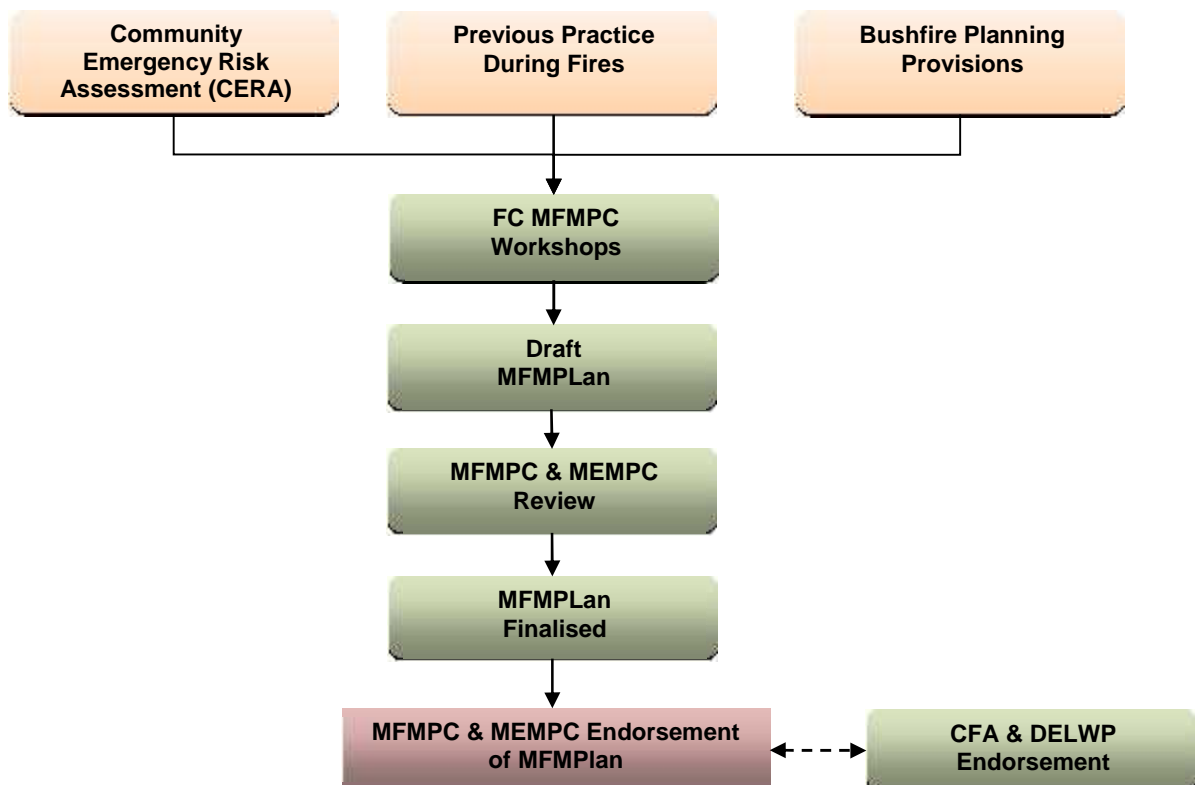 Community
Emergency Risk
Assessment (CERA)
Previous Practice
During Fires
Bushfire Planning
Provisions
FC MFMPC
Workshops
Draft
MFMPLan
MFMPC & MEMPC
Review
MFMPLan
Finalised
MFMPC & MEMPC Endorsement
of MFMPlan
CFA & DELWP
Endorsement